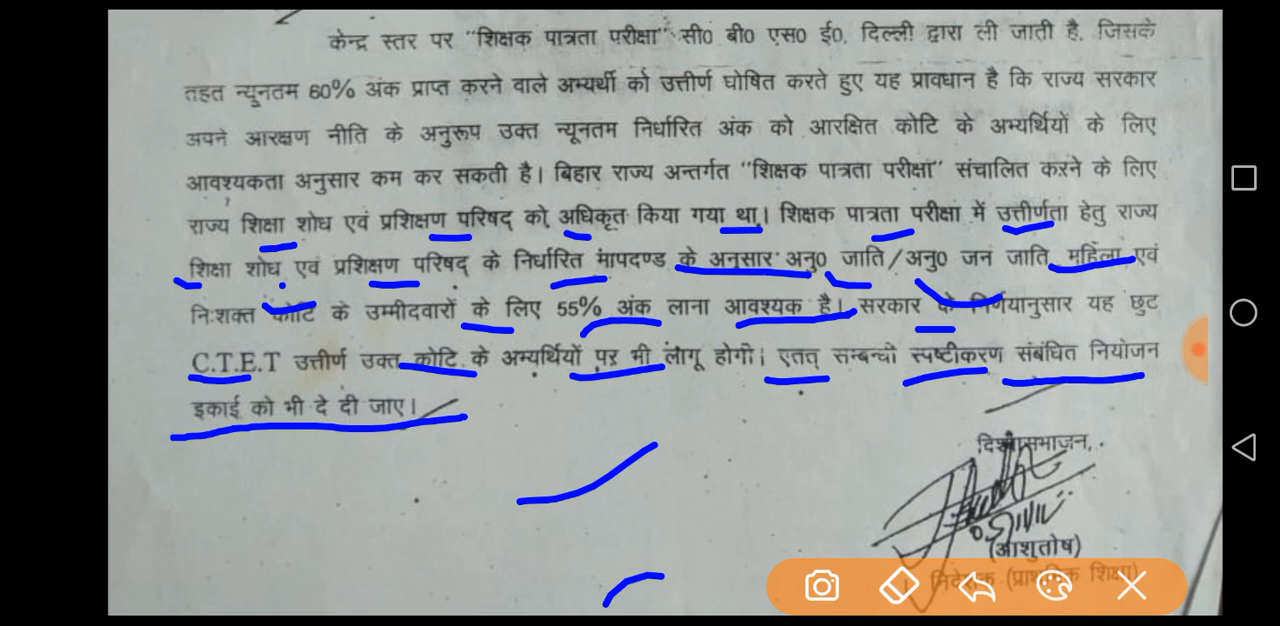 केन्द्र स्तर पर "शिक्षक पात्रता परीक्षा" सी0 बी0 एस0 ई0, दिल्ली द्वारा ली जाती है, जिसके
तहत न्यूनतम 60% अंक प्राप्त करने वाले अभ्यर्थी को उत्तीर्ण घोषित करते हुए यह प्रावधान है कि राज्य सरकार
अपने आरक्षण नीति के अनुरूप उक्त न्यूनतम निर्धारित अंक को आरक्षित कोटि के अभ्यर्थियों के लिए
आवश्यकता अनुसार कम कर सकती है। बिहार राज्य अन्तर्गत "शिक्षक पात्रता परीक्षा" संचालित करने के लिए
राज्य शिक्षा शोध एवं प्रशिक्षण परिषद् को अधिकृत किया गया था। शिक्षक पात्रता परीक्षा में उत्तीर्णता हेतु राज्य
शिक्षा शोध एवं प्रशिक्षण परिषद् के निर्धारित मापदण्ड के अनुसार अनु0 जाति/अनु0 जन जाति, महिला एवं
निःशक्त कोटि के उम्मीदवारों के लिए 55% अंक लाना आवश्यक है। सरकार के निर्णयानुसार यह छुट
C.T.E.T उत्तीर्ण उक्त कोटि के अभ्यर्थियों पर भी लागू होगी। एतत् सम्बन्धी स्पष्टीकरण संबंधित नियोजन
इकाई को भी दे दी जाए।
(आशुतोष)
निदेशक (प्राथमिक शिक्षा)